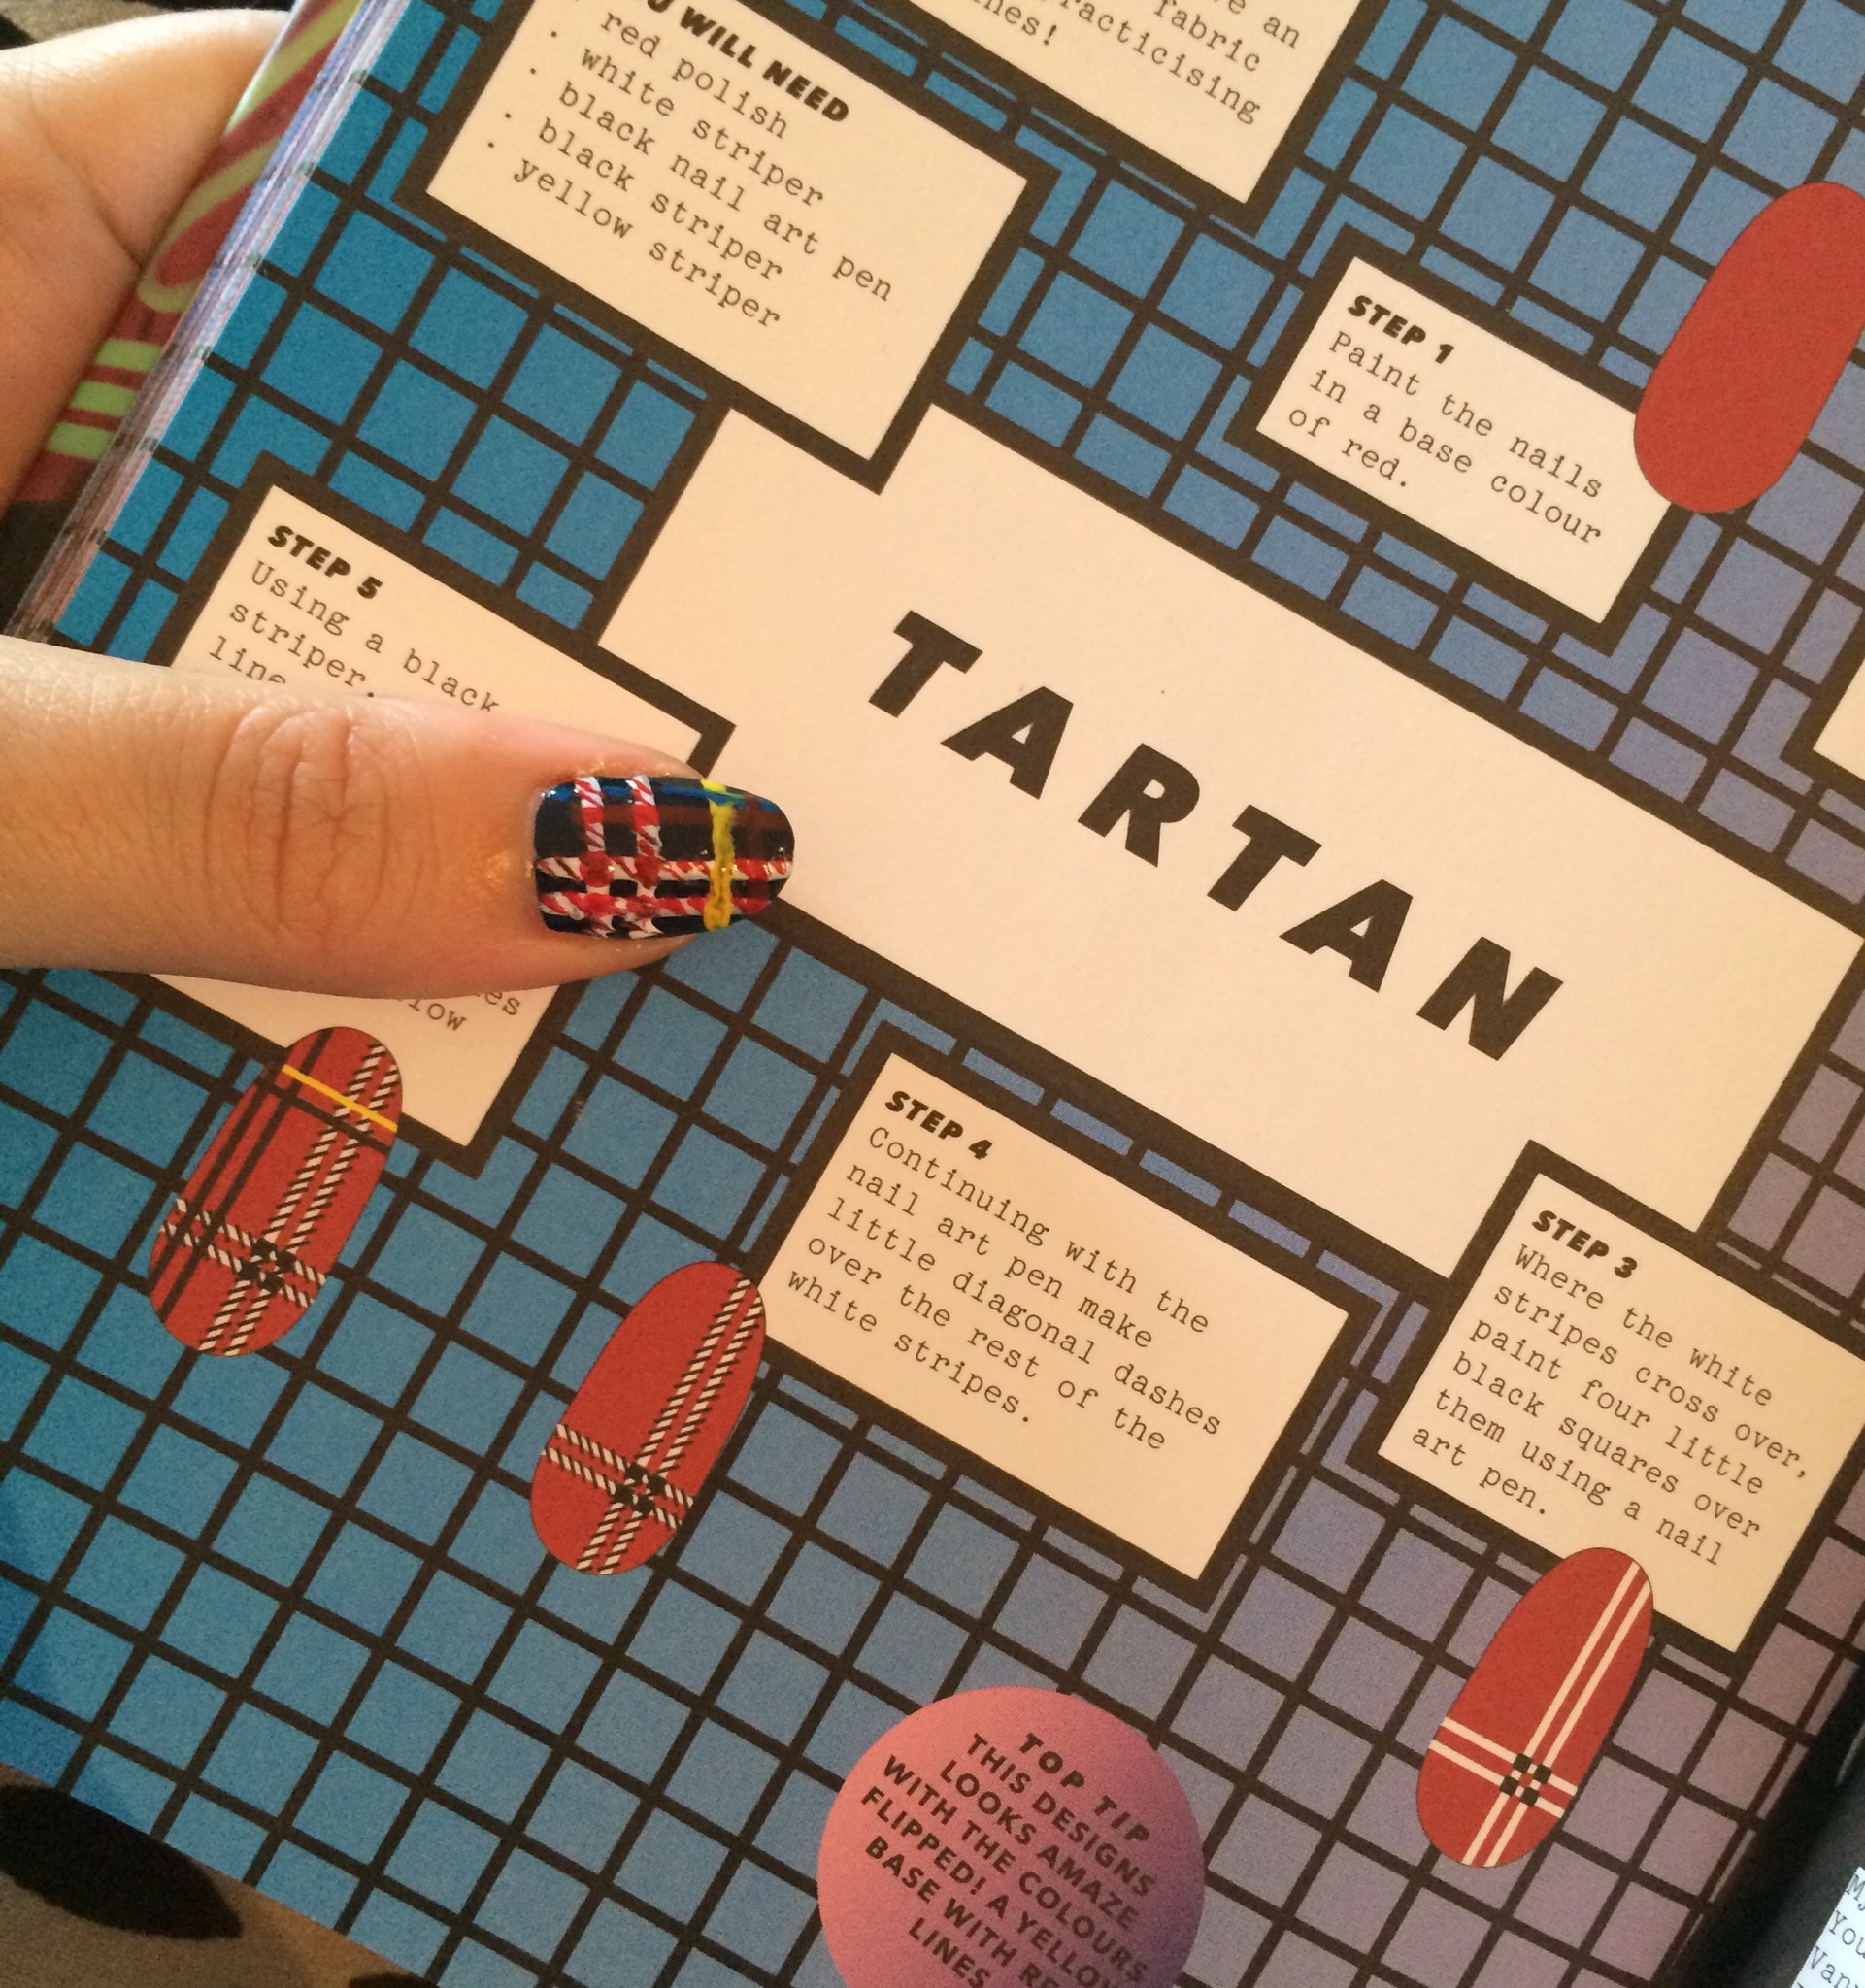 an
fabric
practicising
WILL NEED
· red polish
· white striper
· black nail art pen
· black striper
· yellow striper
STEP 1
Paint the nails
in a base colour
of red.
TARTAN
STEP 5
Using a black
striper,
low
STEP 4
Continuing with the
nail art pen make
little diagonal dashes
over the rest of the
white stripes.
STEP 3
Where the white
stripes cross over,
paint four little
black squares over
them using a nail
art pen.
TOP TIP
THIS DESIGNS
LOOKS AMAZE
WITH THE COLOURS
FLIPPED! A YELLOW
BASE WITH
LINES